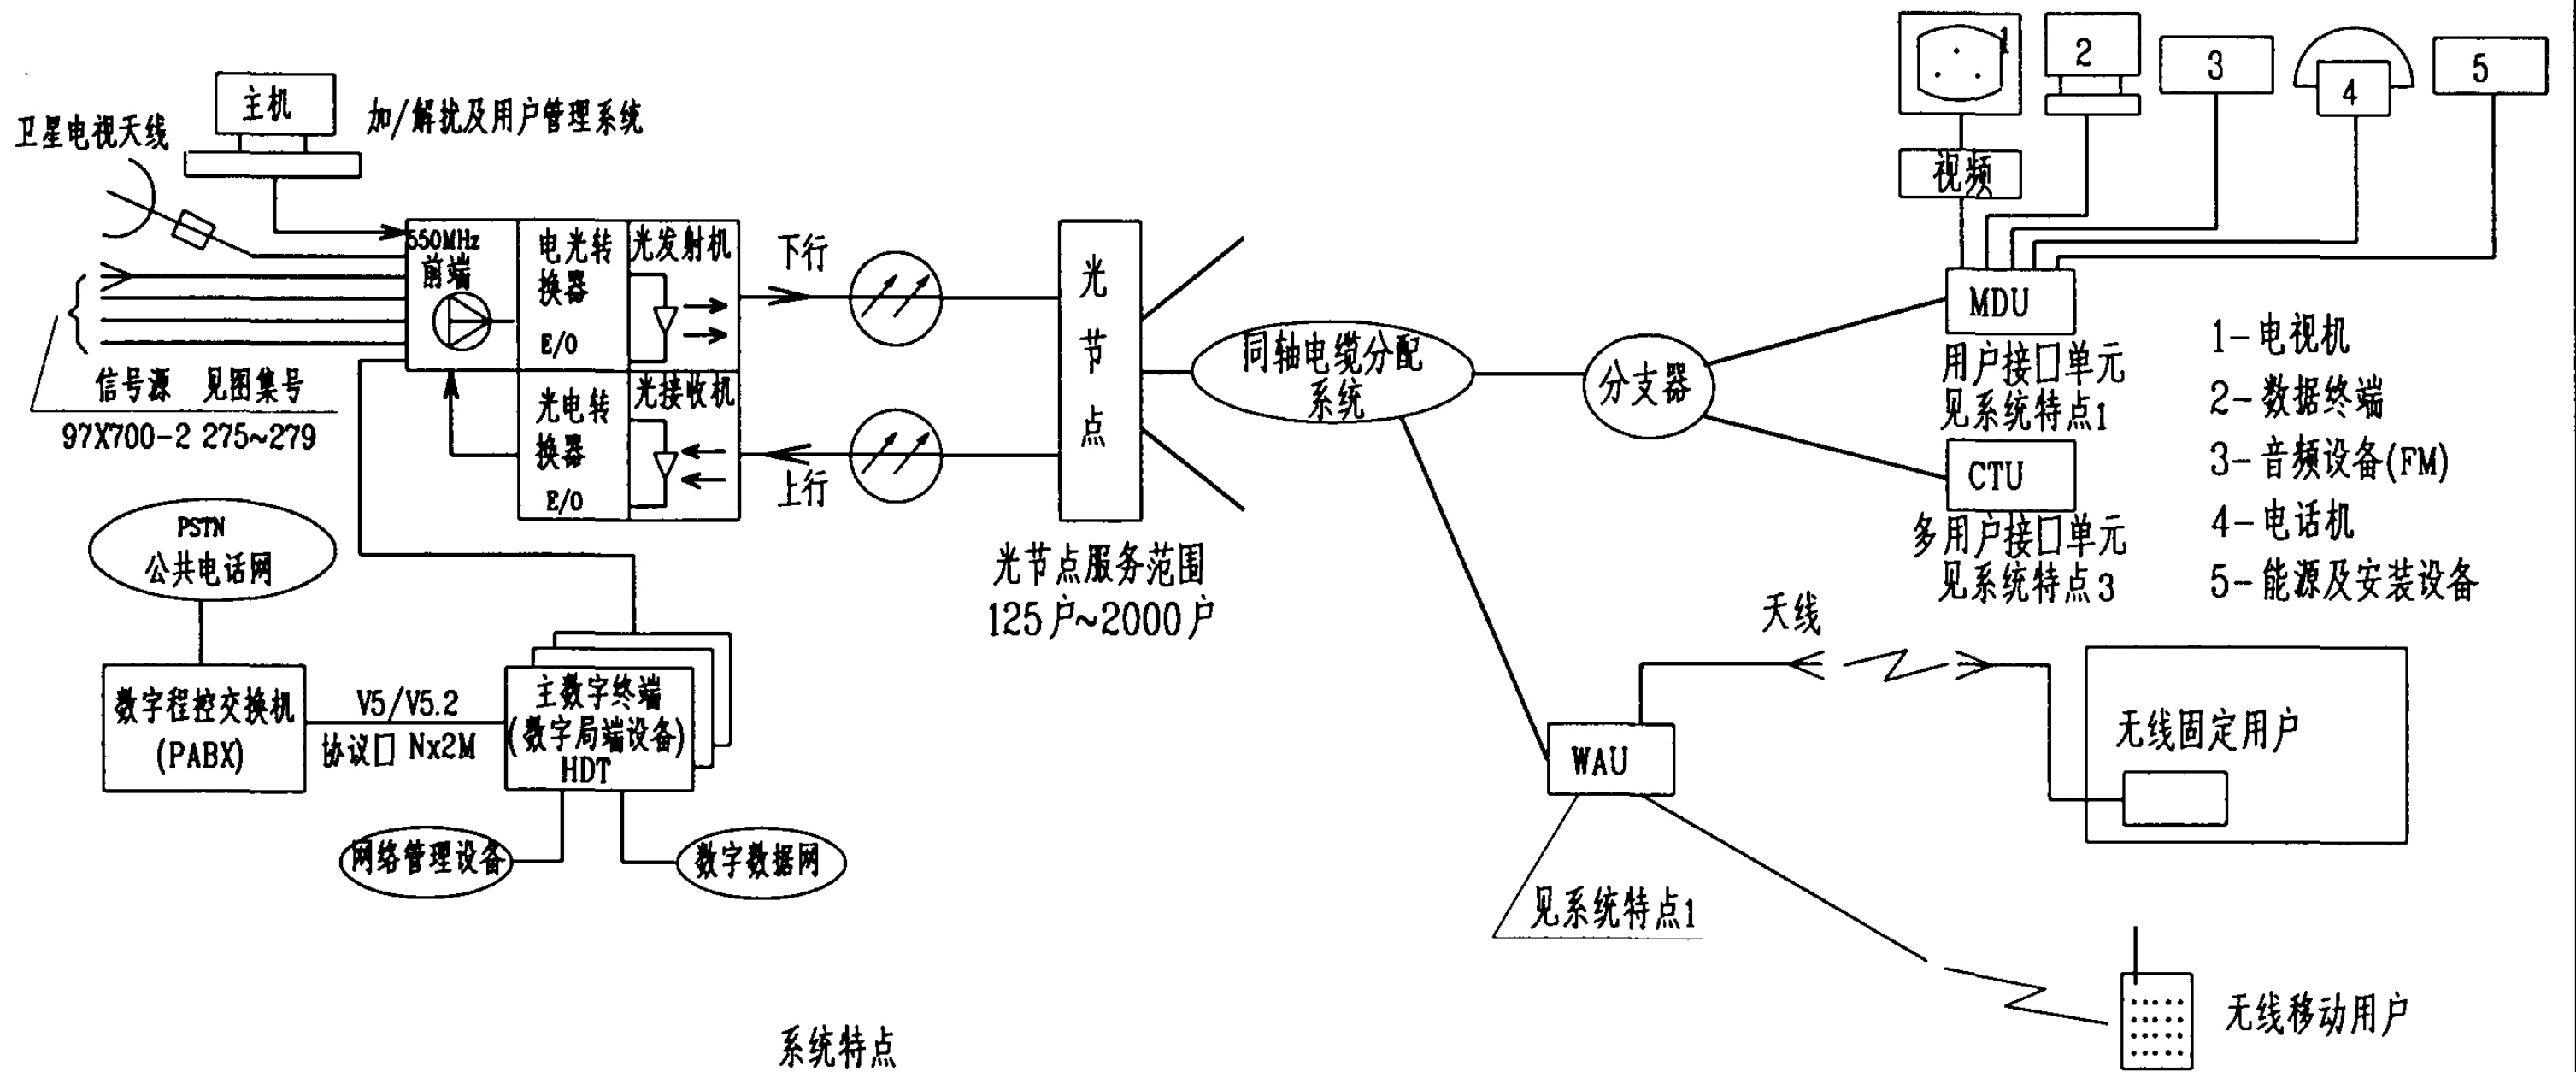 主机
加/解扰及用户管理系统
卫星电视天线
550MHz
前端
电光转
换器
E/O
光发射机
光电转
换器
E/O
光接收机
下行
上行
信号源 见图集号
97X700-2 275~279
PSTN
公共电话网
数字程控交换机
(PABX)
V5/V5.2
协议口 Nx2M
主数字终端
(数字局端设备)
HDT
网络管理设备
数字数据网
光
节
点
光节点服务范围
125户~2000户
同轴电缆分配
系统
分支器
1
2
3
4
5
视频
MDU
用户接口单元
见系统特点1
CTU
多用户接口单元
见系统特点3
1-电视机
2-数据终端
3-音频设备(FM)
4-电话机
5-能源及安装设备
天线
WAU
见系统特点1
无线固定用户
无线移动用户
系统特点